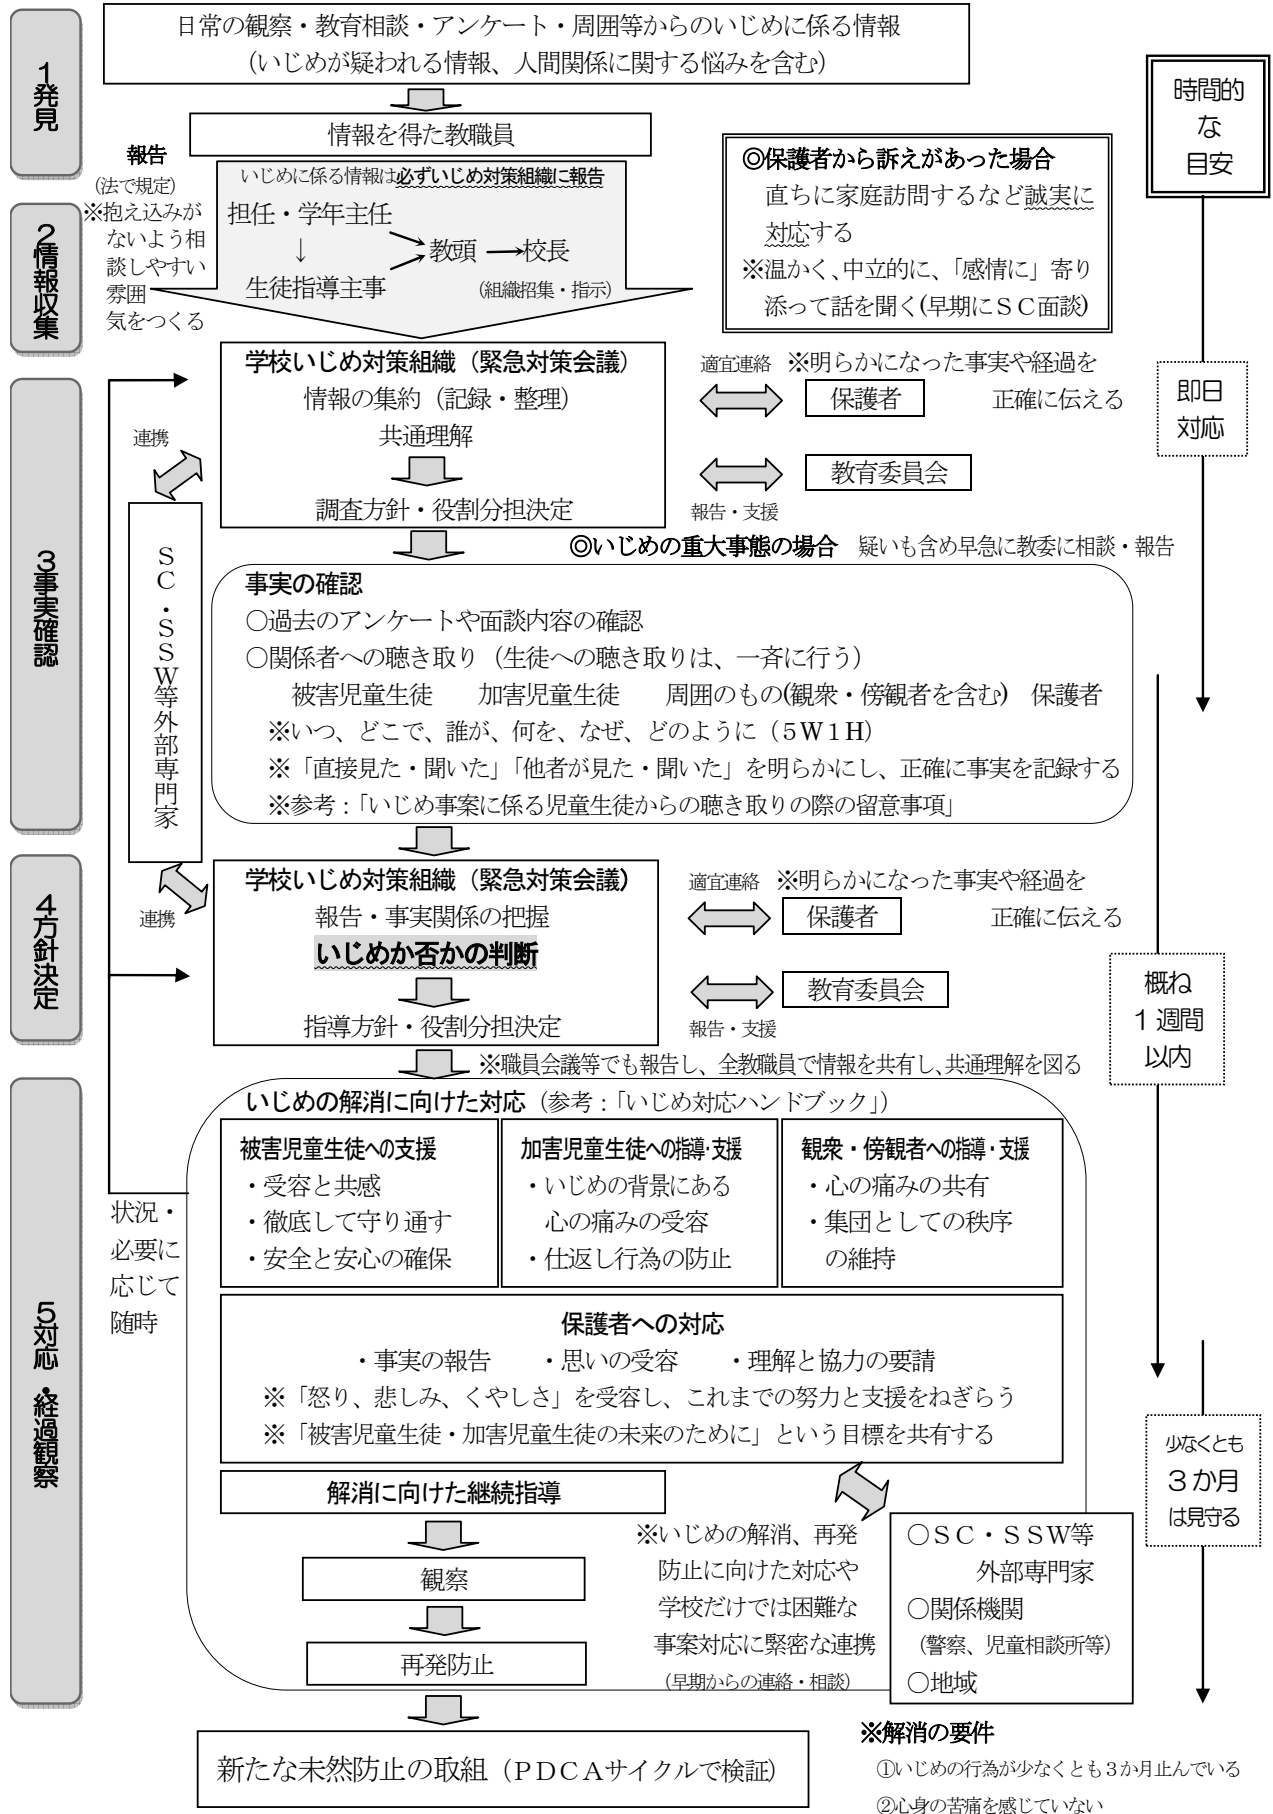 1発見
日常の観察・教育相談・アンケート・周囲等からのいじめに係る情報
(いじめが疑われる情報、人間関係に関する悩みを含む)
時間的
な
目安
情報を得た教職員
報告
(法で規定)
※抱え込みが
ないよう相
談しやすい
雰囲
気をつくる
いじめに係る情報は必ずいじめ対策組織に報告
担任・学年主任
↓
生徒指導主事
教頭
校長
(組織招集・指示)
◎保護者から訴えがあった場合
直ちに家庭訪問するなど誠実に
対応する
※温かく、中立的に、「感情に」寄り
添って話を聞く(早期にＳＣ面談)
2情報収集
学校いじめ対策組織（緊急対策会議）
情報の集約（記録・整理）
共通理解
調査方針・役割分担決定
適宜連絡 ※明らかになった事実や経過を
保護者 正確に伝える
教育委員会
報告・支援
即日
対応
連携
ＳＣ・ＳＳＷ等外部専門家
3事実確認
◎いじめの重大事態の場合 疑いも含め早急に教委に相談・報告
事実の確認
○過去のアンケートや面談内容の確認
○関係者への聴き取り（生徒への聴き取りは、一斉に行う）
被害児童生徒 加害児童生徒 周囲のもの(観衆・傍観者を含む) 保護者
※いつ、どこで、誰が、何を、なぜ、どのように（５Ｗ１Ｈ）
※「直接見た・聞いた」「他者が見た・聞いた」を明らかにし、正確に事実を記録する
※参考：「いじめ事案に係る児童生徒からの聴き取りの際の留意事項」
4方針決定
連携
学校いじめ対策組織（緊急対策会議）
報告・事実関係の把握
いじめか否かの判断
指導方針・役割分担決定
適宜連絡 ※明らかになった事実や経過を
保護者 正確に伝える
教育委員会
報告・支援
概ね
１週間
以内
※職員会議等でも報告し、全教職員で情報を共有し、共通理解を図る
5対応・経過観察
状況・
必要に
応じて
随時
いじめの解消に向けた対応（参考：「いじめ対応ハンドブック」）
被害児童生徒への支援
・受容と共感
・徹底して守り通す
・安全と安心の確保
加害児童生徒への指導・支援
・いじめの背景にある
心の痛みの受容
・仕返し行為の防止
観衆・傍観者への指導・支援
・心の痛みの共有
・集団としての秩序
の維持
保護者への対応
・事実の報告 ・思いの受容 ・理解と協力の要請
※「怒り、悲しみ、くやしさ」を受容し、これまでの努力と支援をねぎらう
※「被害児童生徒・加害児童生徒の未来のために」という目標を共有する
少なくとも
３か月
は見守る
解消に向けた継続指導
観察
再発防止
※いじめの解消、再発
防止に向けた対応や
学校だけでは困難な
事案対応に緊密な連携
(早期からの連絡・相談)
○ＳＣ・ＳＳＷ等
外部専門家
○関係機関
（警察、児童相談所等）
○地域
新たな未然防止の取組（ＰＤＣＡサイクルで検証）
※解消の要件
①いじめの行為が少なくとも３か月止んでいる
②心身の苦痛を感じていない